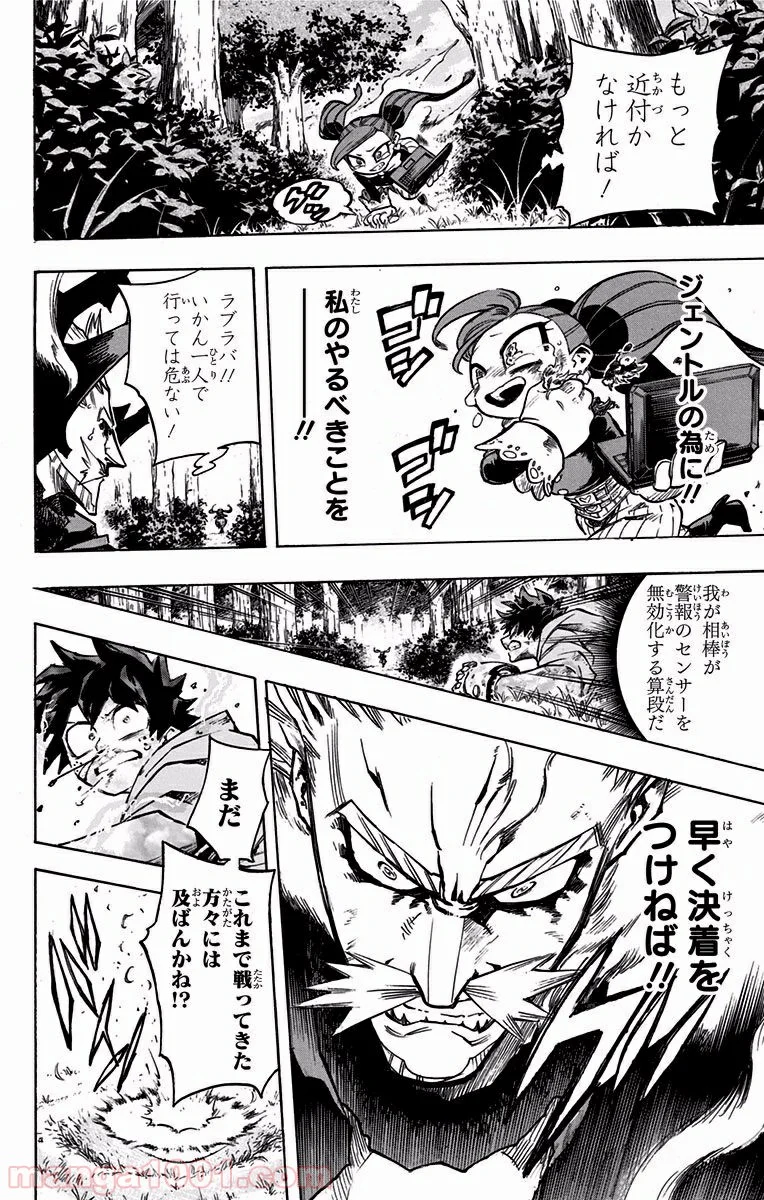 もっと
近付か
なければ！
ジェントルの為に!!
私のやるべきことを
──!!
ゴシ
ゴシ
ラブラバ!!
いかん一人で
行っては危ない！
我が相棒が
警報のセンサーを
無効化する算段だ
早く決着を
つけねば!!
まだ
これまで戦ってきた
方々には
及ばんかね!?
manga1001.com